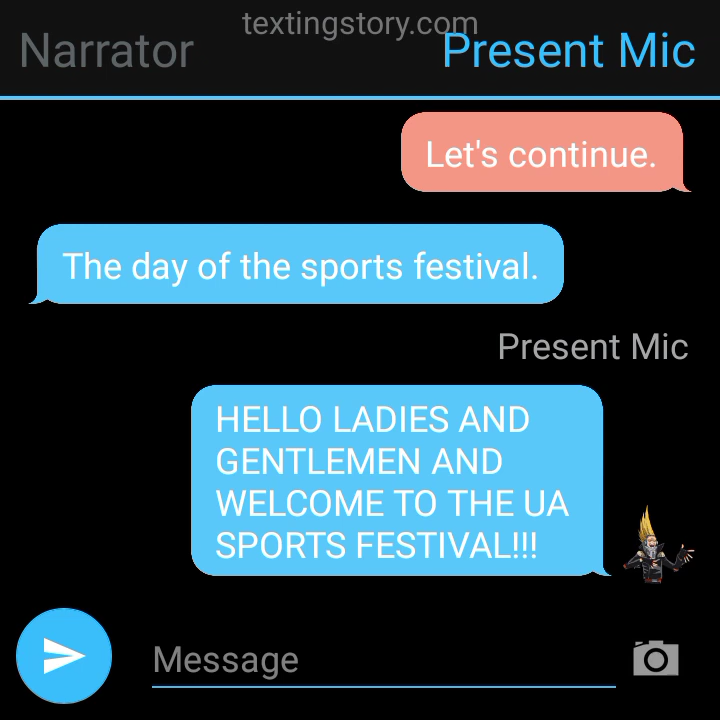 textingstory.com
Narrator
Present Mic
Let's continue.
The day of the sports festival.
Present Mic
HELLO LADIES AND
GENTLEMEN AND
WELCOME TO THE UA
SPORTS FESTIVAL!!!
Message